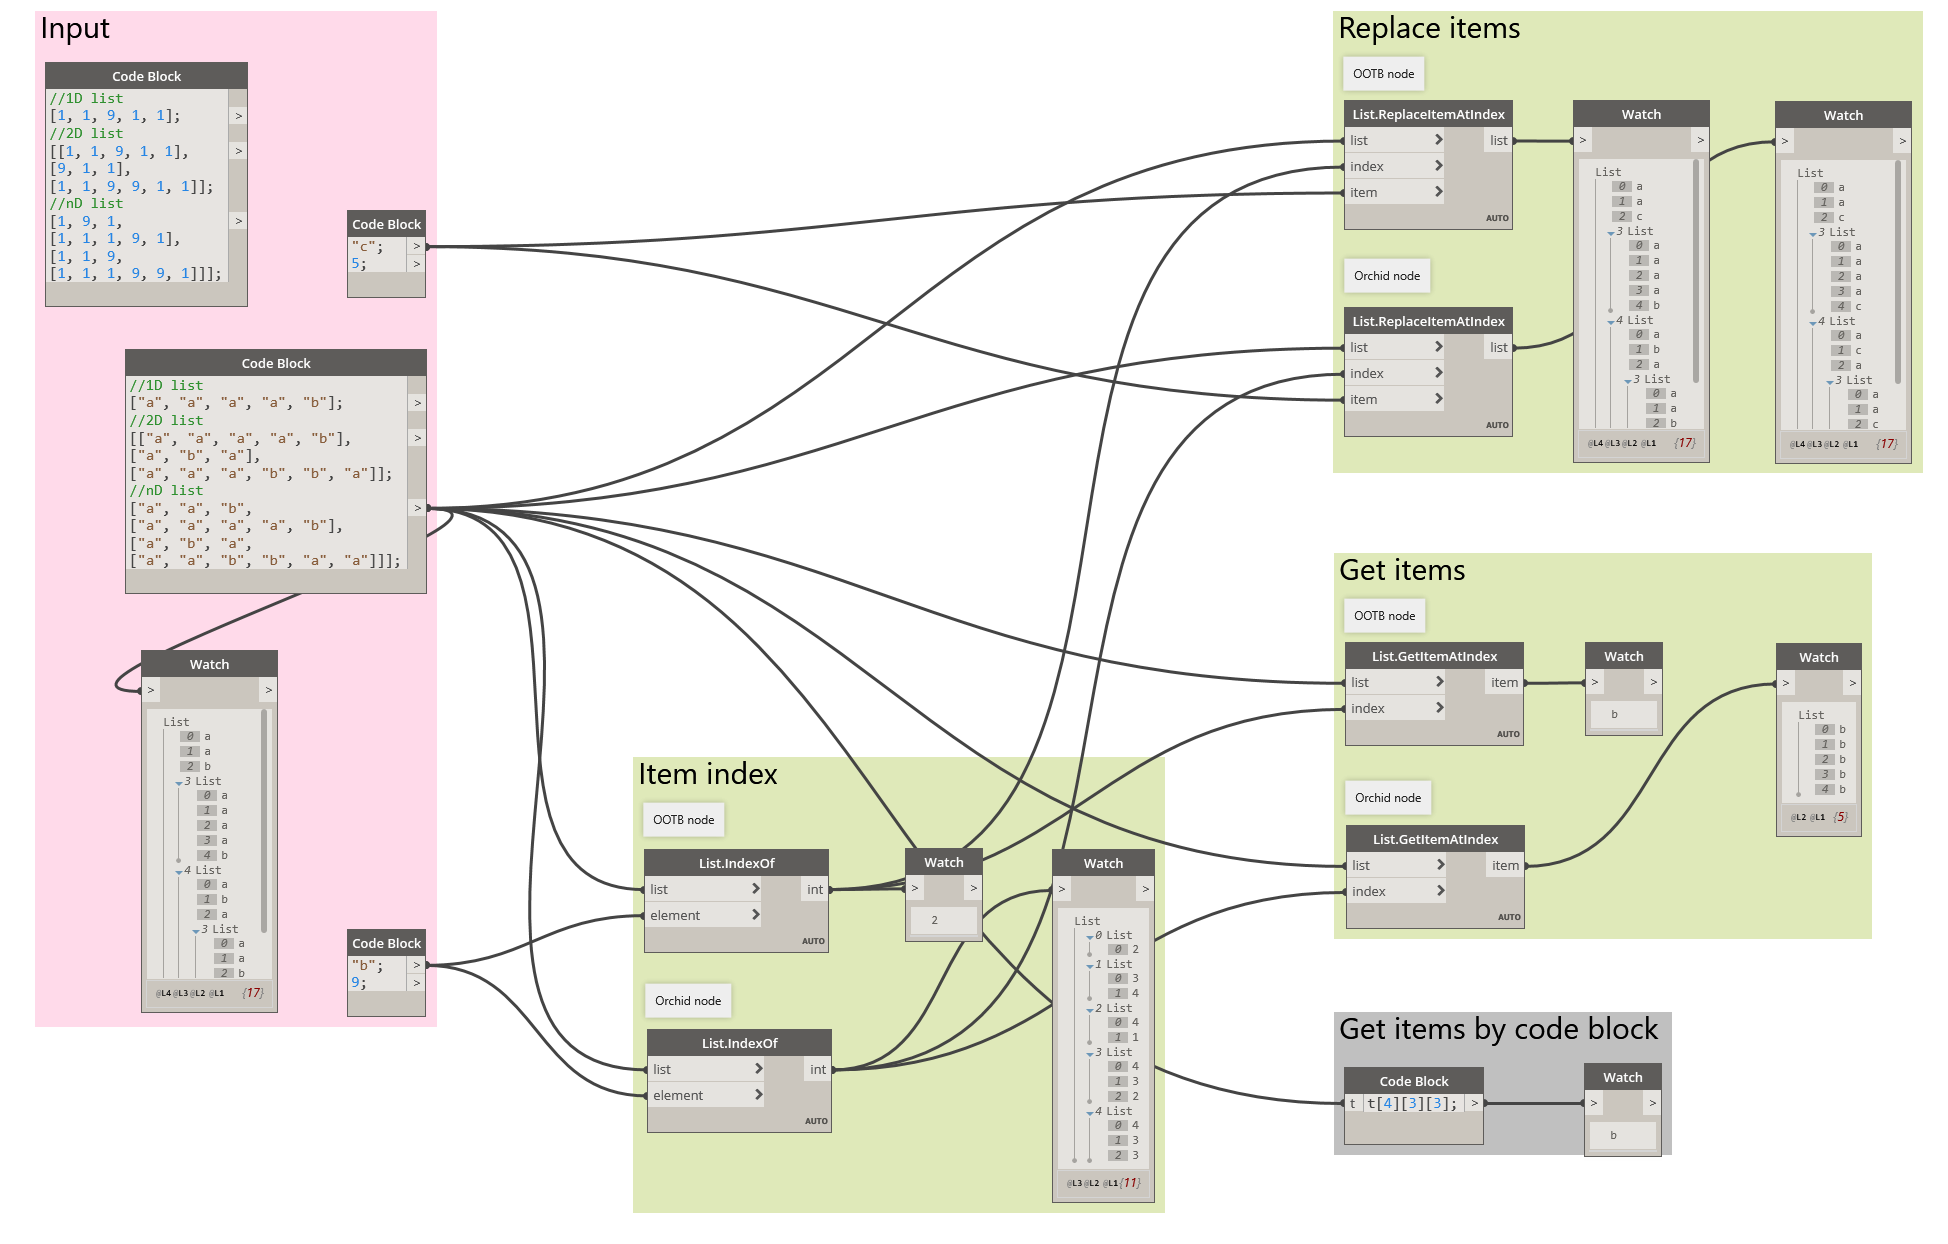 Input
Code Block
//1D list
[1, 1, 9, 1, 1];
>
//2D list
[[1, 1, 9, 1, 1],
>
[9, 1, 1],
[1, 1, 9, 9, 1, 1]];
//nD list
[1, 9, 1,
>
[1, 1, 1, 9, 1],
[1, 1, 9,
[1, 1, 1, 9, 9, 1]]];
Code Block
"c"; >
5; >
Code Block
//1D list
["a", "a", "a", "a", "b"];
>
//2D list
[["a", "a", "a", "a", "b"],
>
["a", "b", "a"],
["a", "a", "a", "b", "b", "a"]];
//nD list
["a", "a", "b",
>
["a", "a", "a", "a", "b"],
["a", "b", "a",
["a", "a", "b", "b", "a", "a"]]];
Watch
> >
List
0 a
1 a
2 b
3 List
0 a
1 a
2 a
3 a
4 b
4 List
0 a
1 b
2 a
3 List
0 a
1 a
2 b
@L4 @L3 @L2 @L1 {17}
Code Block
"b"; >
9; >
Item index
OOTB node
List.IndexOf
list > int
element >
AUTO
Watch
> >
2
Orchid node
List.IndexOf
list > int
element >
AUTO
Watch
> >
List
0 List
0 2
1 List
0 3
1 4
2 List
0 4
1 1
3 List
0 4
1 3
2 2
4 List
0 4
1 3
2 3
@L3 @L2 @L1 {11}
Replace items
OOTB node
List.ReplaceItemAtIndex
list > list
index >
item >
AUTO
Orchid node
List.ReplaceItemAtIndex
list > list
index >
item >
AUTO
Watch
> >
List
0 a
1 a
2 c
3 List
0 a
1 a
2 a
3 a
4 b
4 List
0 a
1 b
2 a
3 List
0 a
1 a
2 b
@L4 @L3 @L2 @L1 {17}
Watch
> >
List
0 a
1 a
2 c
3 List
0 a
1 a
2 a
3 a
4 c
4 List
0 a
1 c
2 a
3 List
0 a
1 a
2 c
@L4 @L3 @L2 @L1 {17}
Get items
OOTB node
List.GetItemAtIndex
list > item
index >
AUTO
Watch
> >
b
Orchid node
List.GetItemAtIndex
list > item
index >
AUTO
Watch
> >
List
0 b
1 b
2 b
3 b
4 b
@L2 @L1 {5}
Get items by code block
Code Block
t t[4][3][3]; >
Watch
> >
b